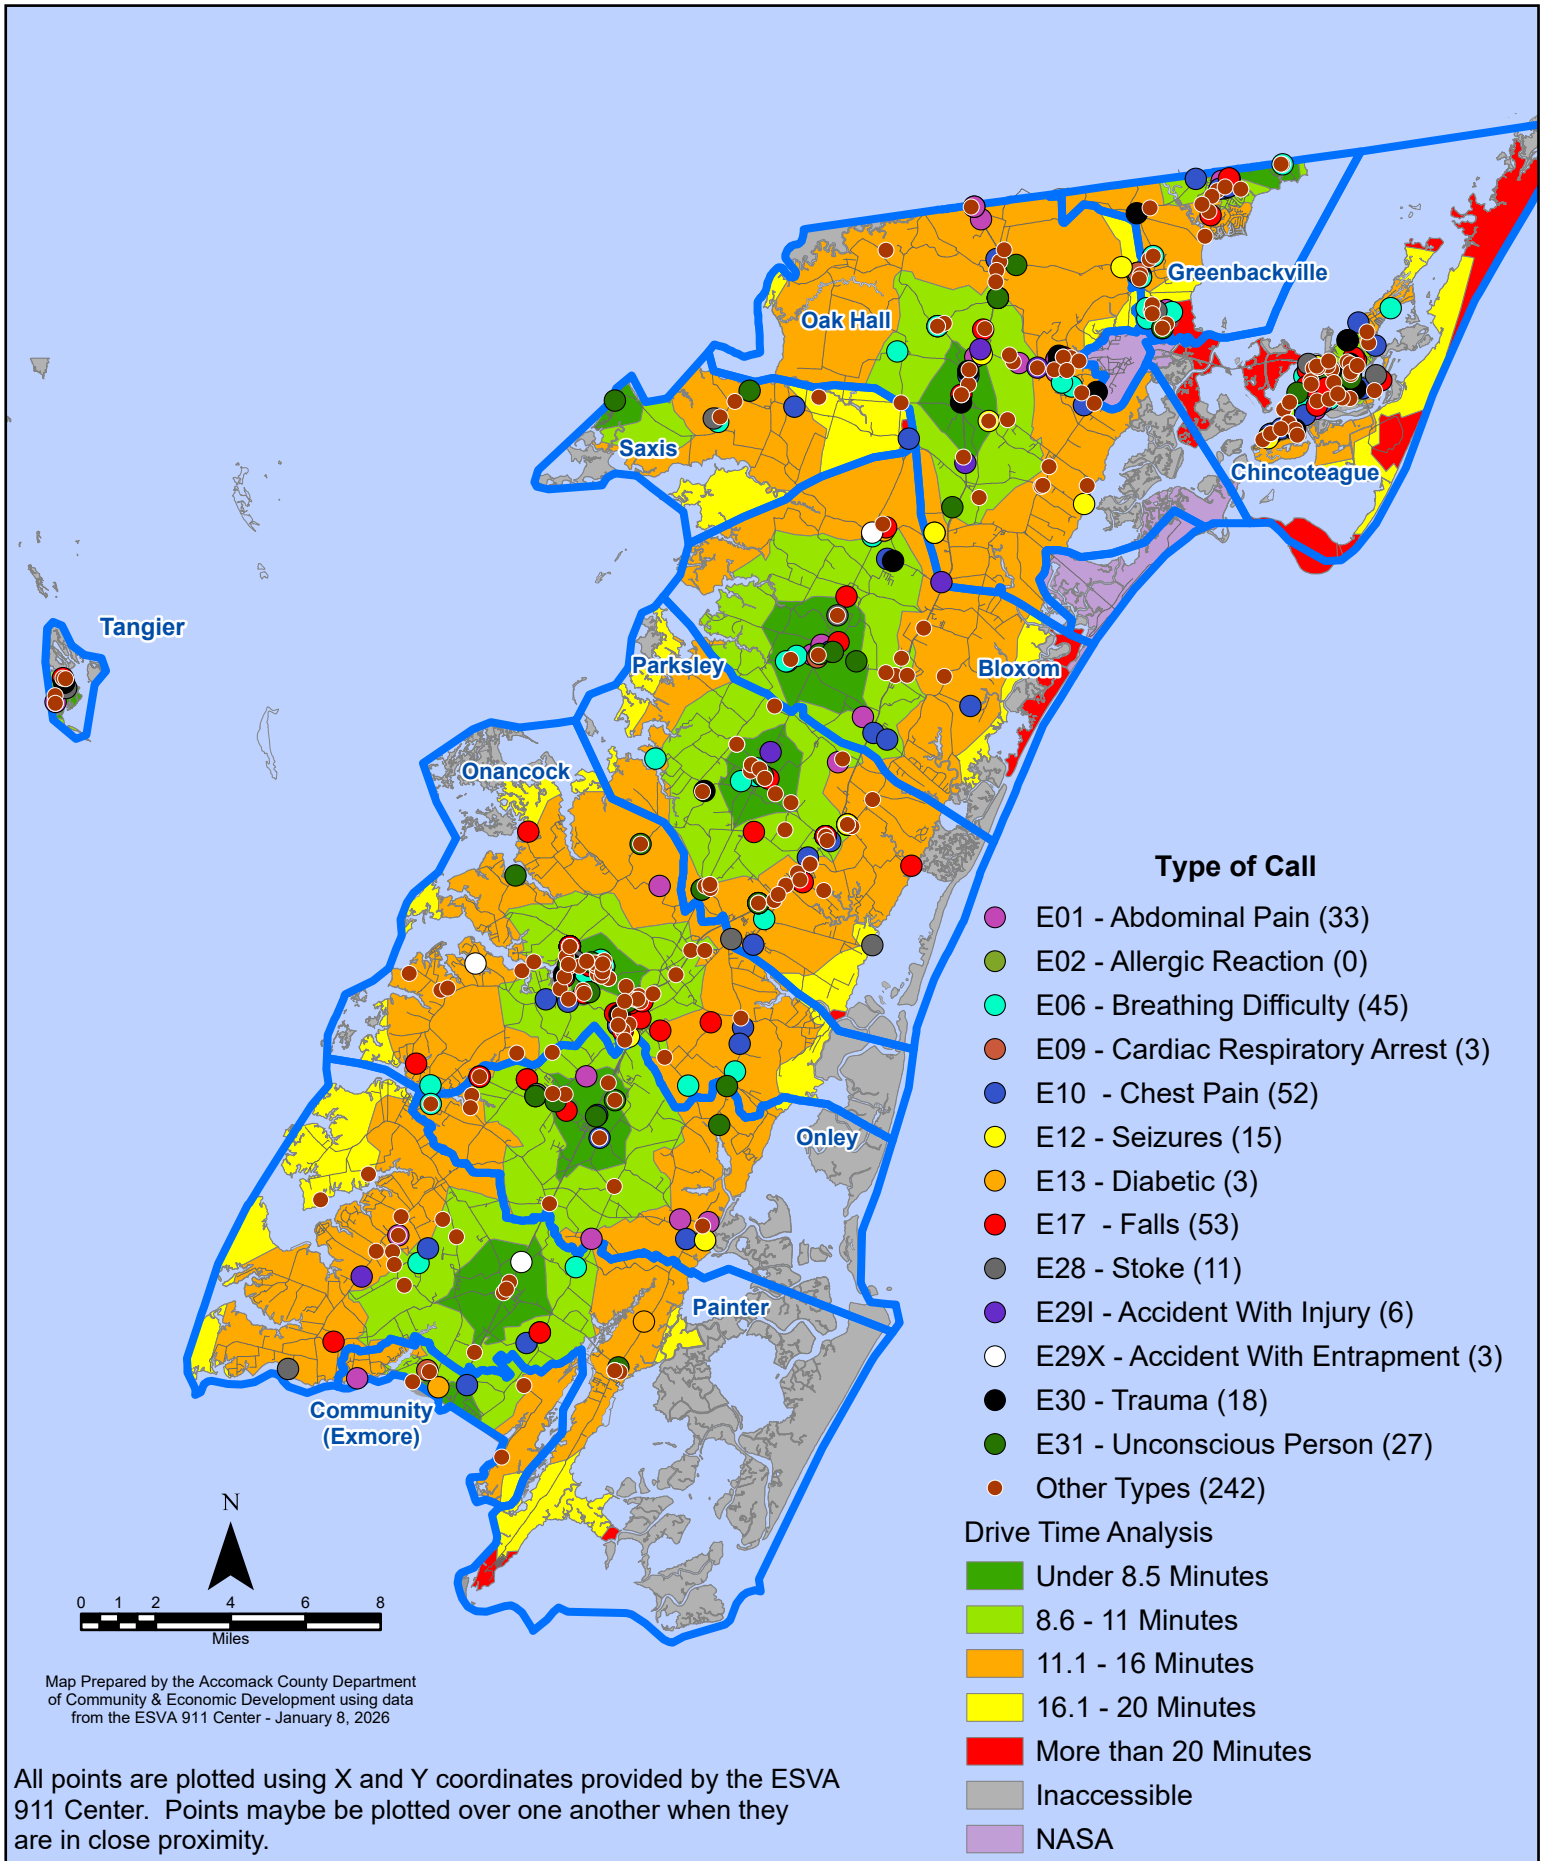 Greenbackville
Oak Hall
Saxis
Chincoteague
Tangier
Parksley
Bloxom
Onancock
Type of Call
E01 - Abdominal Pain (33)
E02 - Allergic Reaction (0)
E06 - Breathing Difficulty (45)
E09 - Cardiac Respiratory Arrest (3)
E10 - Chest Pain (52)
E12 - Seizures (15)
E13 - Diabetic (3)
E17 - Falls (53)
E28 - Stoke (11)
E29I - Accident With Injury (6)
E29X - Accident With Entrapment (3)
E30 - Trauma (18)
E31 - Unconscious Person (27)
Other Types (242)
Onley
Painter
Community
(Exmore)
Drive Time Analysis
Under 8.5 Minutes
8.6 - 11 Minutes
11.1 - 16 Minutes
16.1 - 20 Minutes
More than 20 Minutes
Inaccessible
NASA
N
0 1 2 4 6 8
Miles
Map Prepared by the Accomack County Department
of Community & Economic Development using data
from the ESVA 911 Center - January 8, 2026
All points are plotted using X and Y coordinates provided by the ESVA
911 Center. Points maybe be plotted over one another when they
are in close proximity.